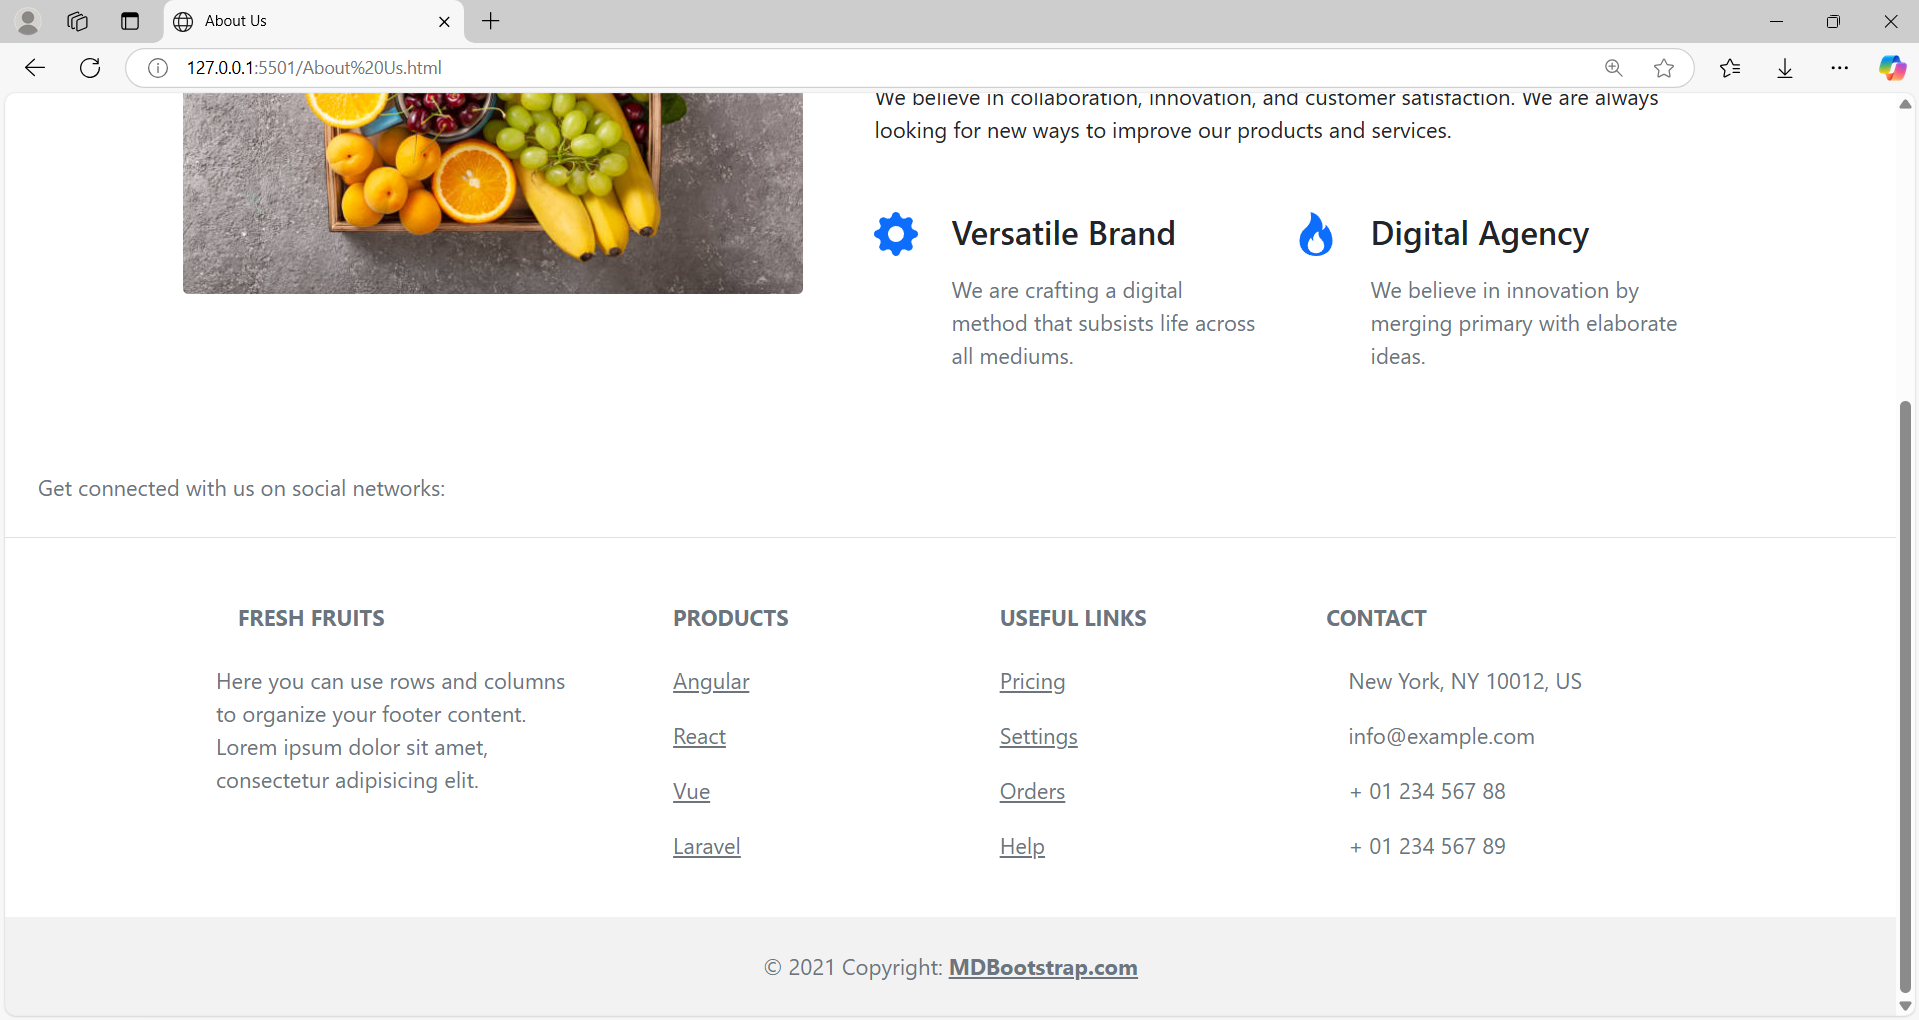 About Us
127.0.0.1:5501/About%20Us.html
We believe in collaboration, innovation, and customer satisfaction. We are always
looking for new ways to improve our products and services.
Versatile Brand
We are crafting a digital
method that subsists life across
all mediums.
Digital Agency
We believe in innovation by
merging primary with elaborate
ideas.
Get connected with us on social networks:
FRESH FRUITS
Here you can use rows and columns
to organize your footer content.
Lorem ipsum dolor sit amet,
consectetur adipisicing elit.
PRODUCTS
Angular
React
Vue
Laravel
USEFUL LINKS
Pricing
Settings
Orders
Help
CONTACT
New York, NY 10012, US
info@example.com
+ 01 234 567 88
+ 01 234 567 89
© 2021 Copyright: MDBootstrap.com